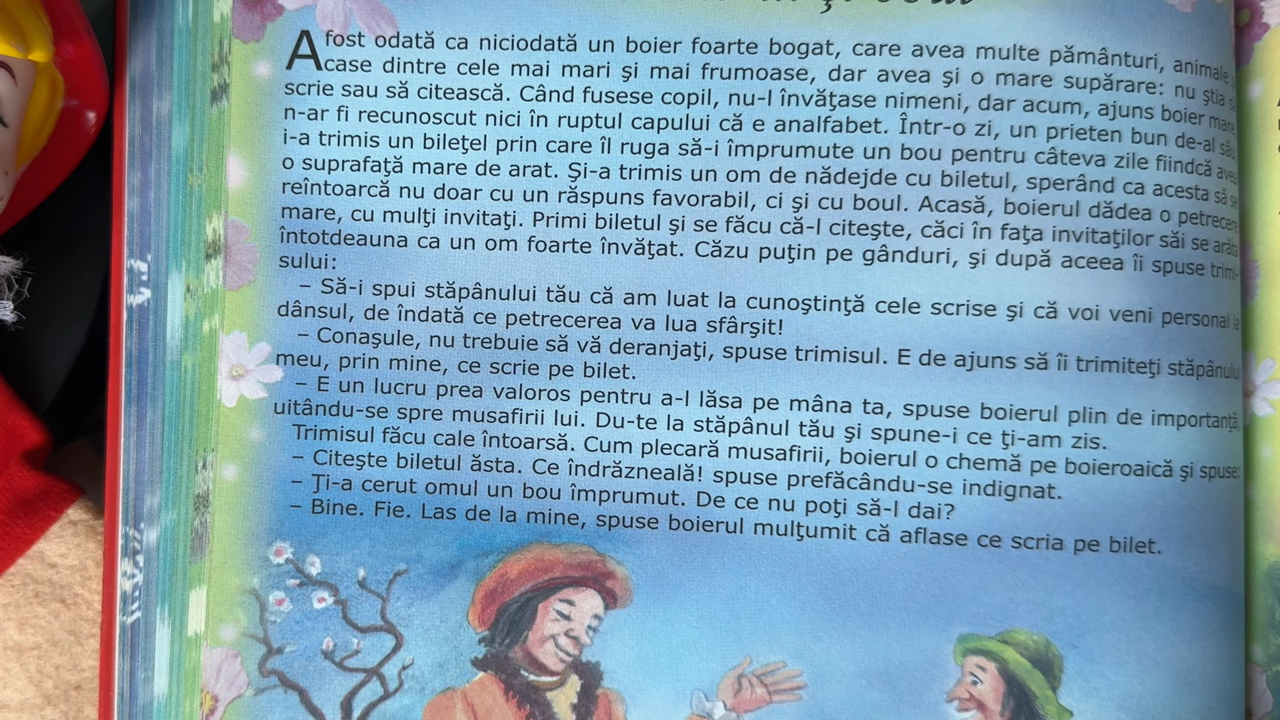 şi boul
A fost odată ca niciodată un boier foarte bogat, care avea multe pământuri, animale ş
case dintre cele mai mari şi mai frumoase, dar avea şi o mare supărare: nu ştia s
scrie sau să citească. Când fusese copil, nu-l învăţase nimeni, dar acum, ajuns boier mare
n-ar fi recunoscut nici în ruptul capului că e analfabet. Într-o zi, un prieten bun de-al său
i-a trimis un bileţel prin care îl ruga să-i împrumute un bou pentru câteva zile fiindcă avea
o suprafaţă mare de arat. Şi-a trimis un om de nădejde cu biletul, sperând ca acesta să se
reîntoarcă nu doar cu un răspuns favorabil, ci şi cu boul. Acasă, boierul dădea o petrecere
mare, cu mulţi invitaţi. Primi biletul şi se făcu că-l citeşte, căci în faţa invitaţilor săi se arăta
întotdeauna ca un om foarte învăţat. Căzu puţin pe gânduri, şi după aceea îi spuse trimi-
sului:
– Să-i spui stăpânului tău că am luat la cunoştinţă cele scrise şi că voi veni personal la
dânsul, de îndată ce petrecerea va lua sfârşit!
– Conaşule, nu trebuie să vă deranjaţi, spuse trimisul. E de ajuns să îi trimiteţi stăpânului
meu, prin mine, ce scrie pe bilet.
– E un lucru prea valoros pentru a-l lăsa pe mâna ta, spuse boierul plin de importanţă,
uitându-se spre musafirii lui. Du-te la stăpânul tău şi spune-i ce ţi-am zis.
Trimisul făcu cale întoarsă. Cum plecară musafirii, boierul o chemă pe boieroaică şi spuse:
– Citeşte biletul ăsta. Ce îndrăzneală! spuse prefăcându-se indignat.
– Ţi-a cerut omul un bou împrumut. De ce nu poţi să-l dai?
– Bine. Fie. Las de la mine, spuse boierul mulţumit că aflase ce scria pe bilet.